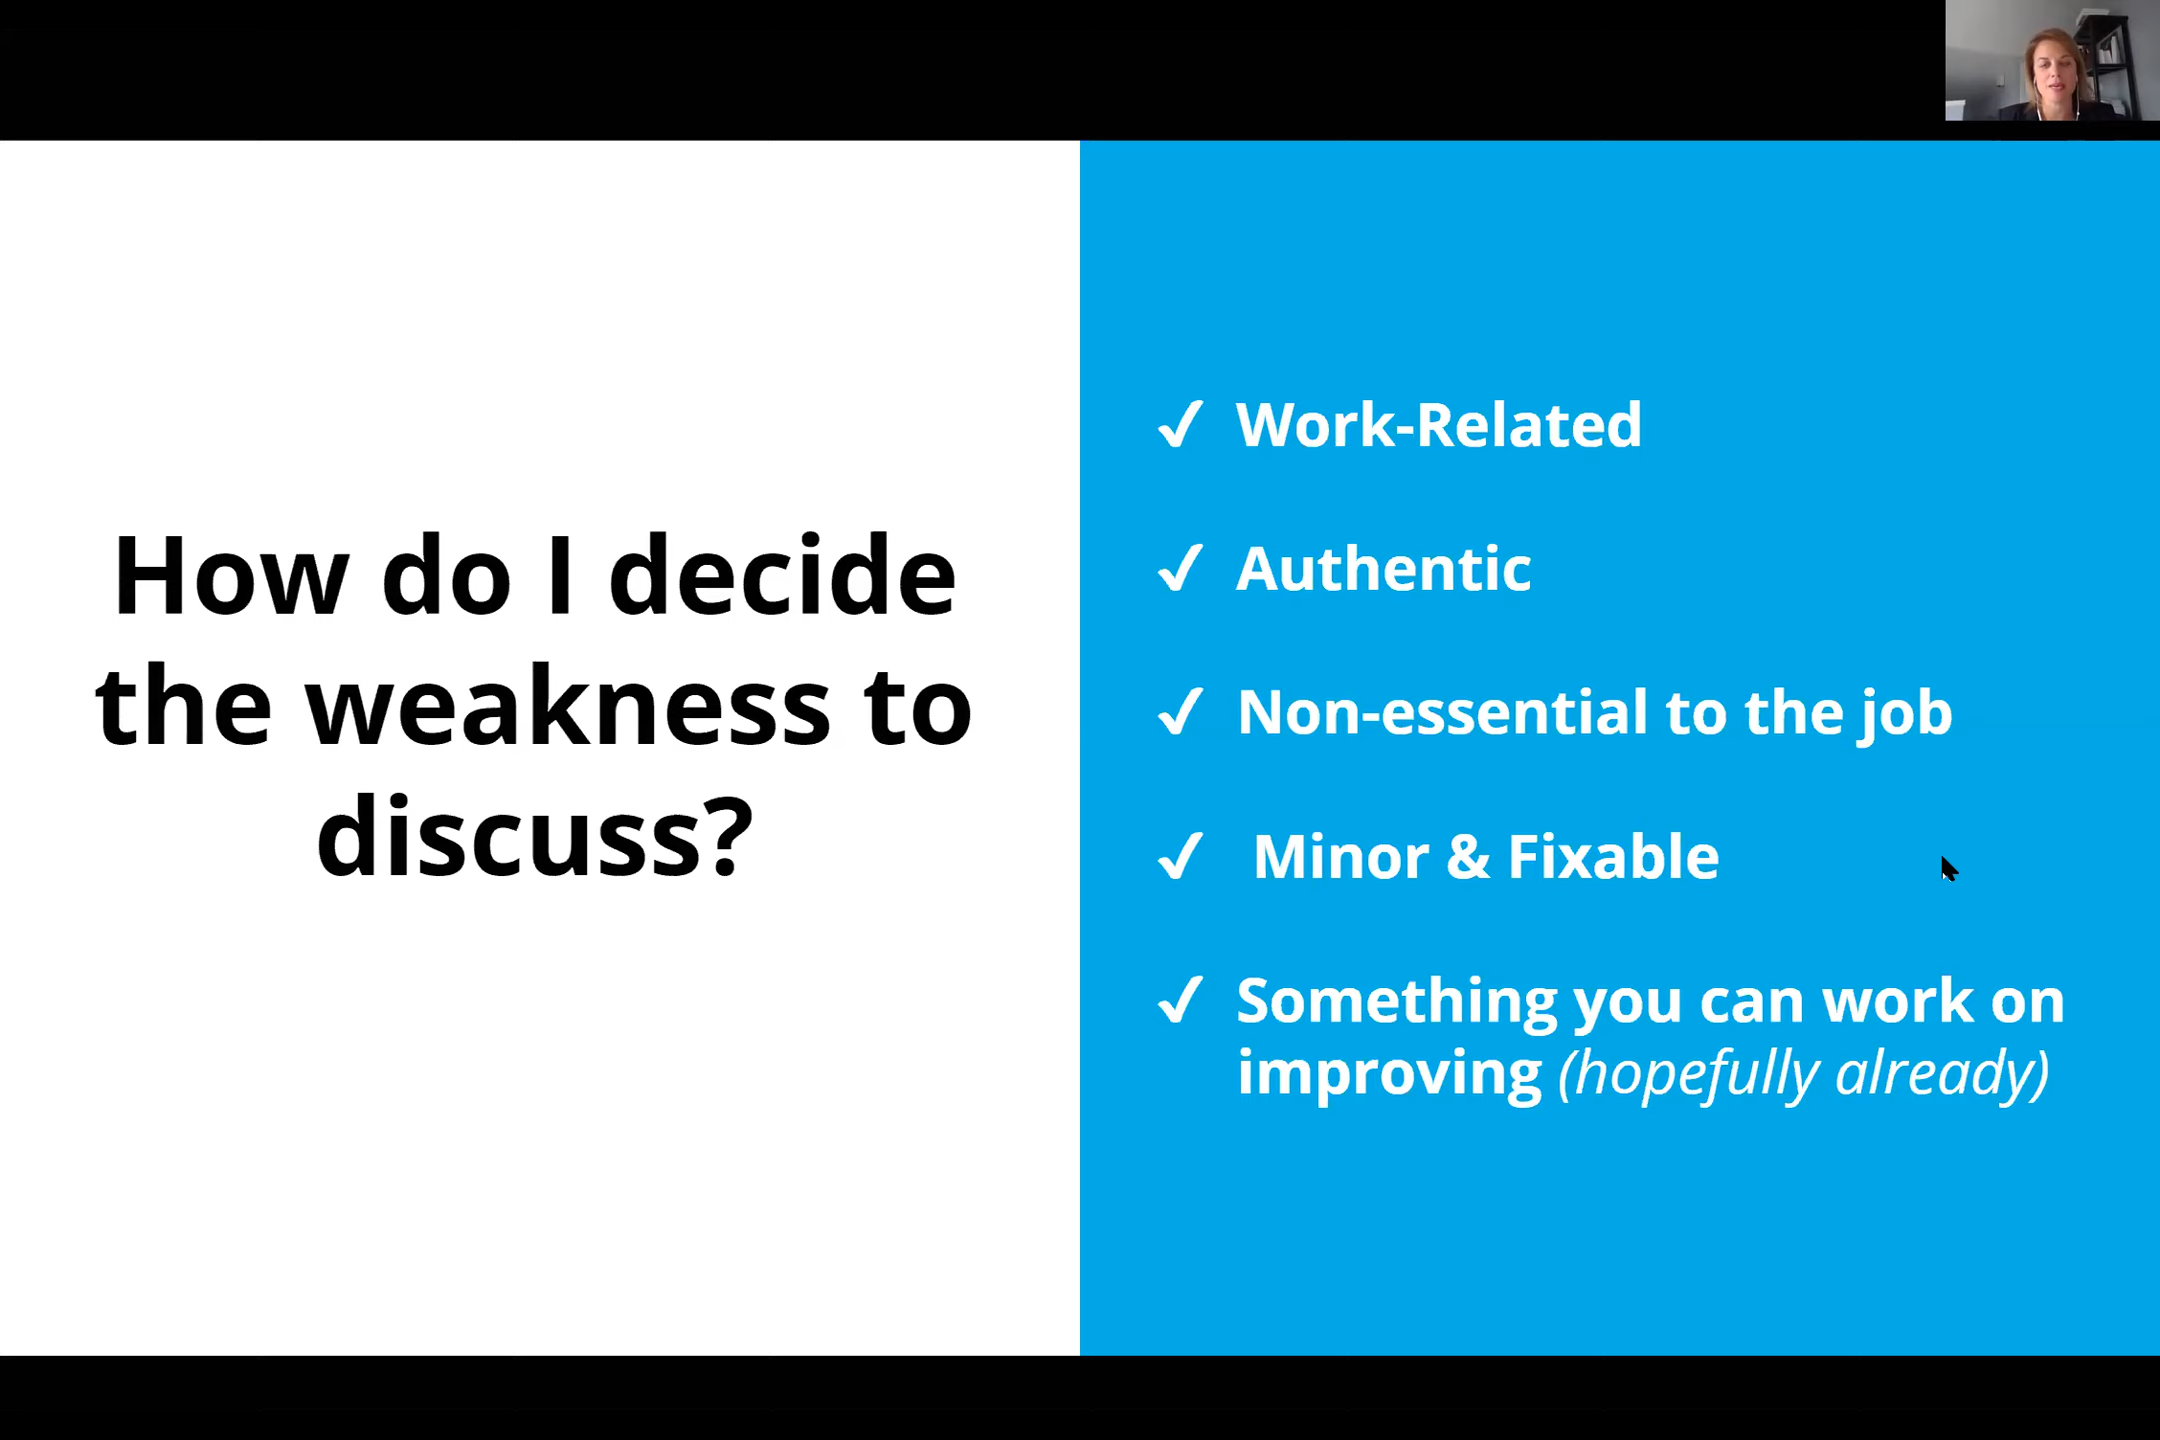 How do I decide
the weakness to
discuss?
✓ Work-Related
✓ Authentic
✓ Non-essential to the job
✓ Minor & Fixable
✓ Something you can work on
improving (hopefully already)